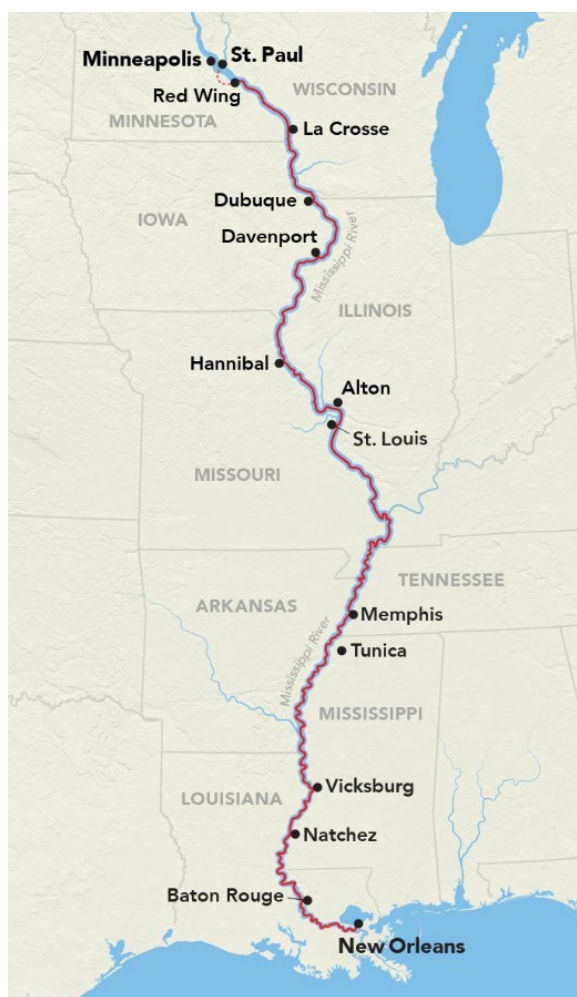 Minneapolis
St. Paul
Red Wing
WISCONSIN
MINNESOTA
La Crosse
Dubuque
IOWA
Davenport
Mississippi River
ILLINOIS
Hannibal
Alton
St. Louis
MISSOURI
TENNESSEE
ARKANSAS
Memphis
Mississippi River
Tunica
MISSISSIPPI
Vicksburg
LOUISIANA
Natchez
Baton Rouge
New Orleans